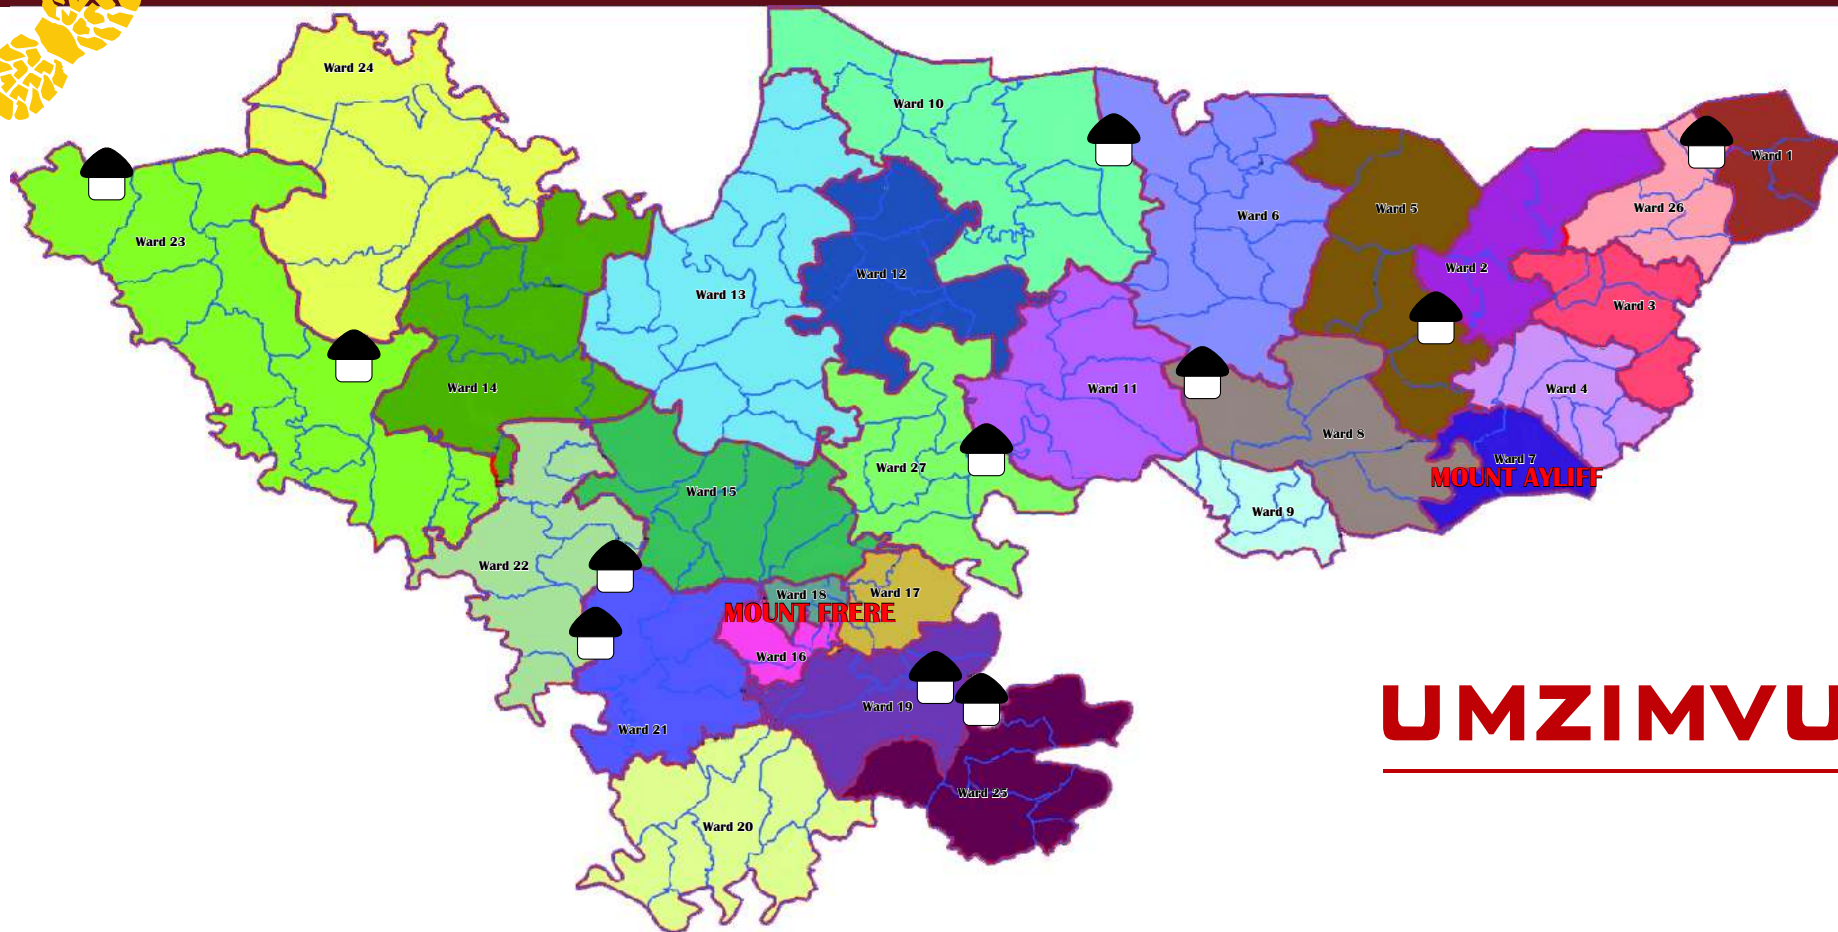 Ward 24
Ward 10
Ward 1
Ward 26
Ward 5
Ward 6
Ward 23
Ward 2
Ward 12
Ward 13
Ward 3
Ward 14
Ward 11
Ward 4
Ward 8
Ward 7
MOUNT AYLIFF
Ward 27
Ward 15
Ward 9
Ward 22
Ward 18
Ward 17
MOUNT FRERE
Ward 16
Ward 19
Ward 21
UMZIMVU
Ward 25
Ward 20